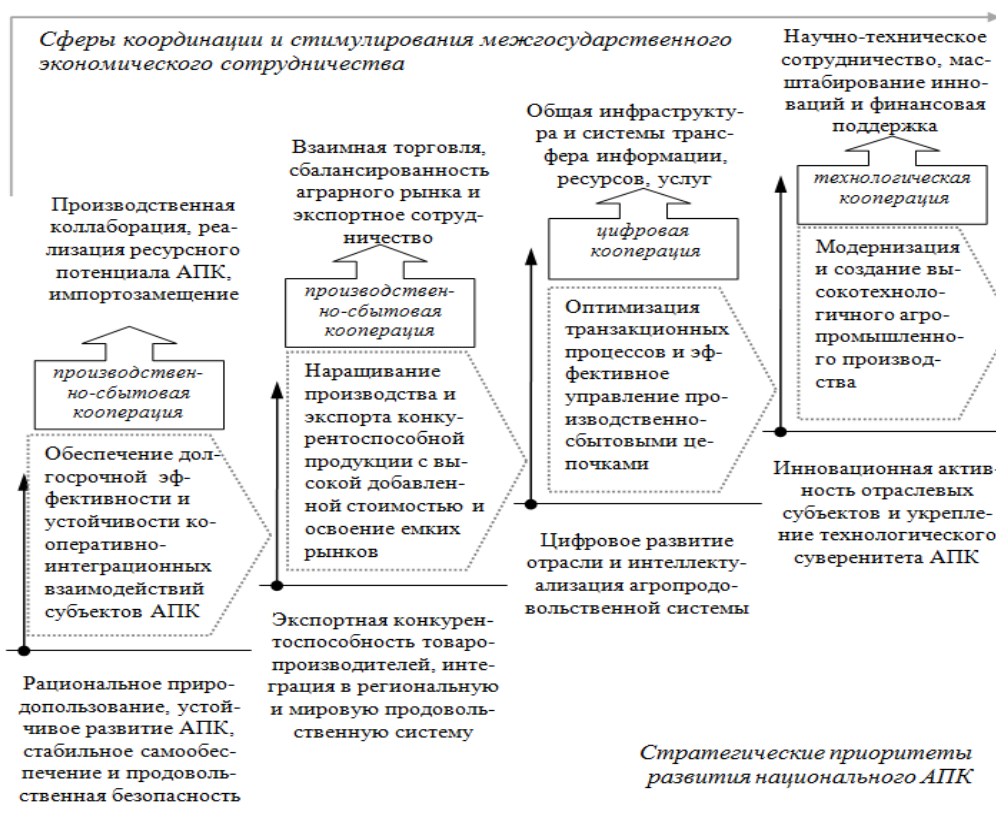 Сферы координации и стимулирования межгосударственного
экономического сотрудничества
Производственная
коллаборация, реа-
лизация ресурсного
потенциала АПК,
импортозамещение
производствен-
но-сбытовая
кооперация
Обеспечение дол-
госрочной эф-
фективности и
устойчивости ко-
оперативно-
интеграционных
взаимодействий
субъектов АПК
Рациональное приро-
допользование, устой-
чивое развитие АПК,
стабильное самообес-
печение и продоволь-
ственная безопасность
Взаимная торговля,
сбалансированность
аграрного рынка и
экспортное сотруд-
ничество
производствен-
но-сбытовая
кооперация
Наращивание
производства и
экспорта конку-
рентоспособной
продукции с вы-
сокой добавлен-
ной стоимостью и
освоение емких
рынков
Экспортная конкурен-
тоспособность товаро-
производителей, инте-
грация в региональную
и мировую продоволь-
ственную систему
Общая инфраструкту-
ра и системы транс-
фера информации,
ресурсов, услуг
цифровая
кооперация
Оптимизация
транзакционных
процессов и эф-
фективное
управление про-
изводственно-
сбытовыми це-
почками
Цифровое развитие
отрасли и интеллекту-
ализация агропродо-
вольственной системы
Научно-техническое
сотрудничество, мас-
штабирование инно-
ваций и финансовая
поддержка
технологическая
кооперация
Модернизация
и создание вы-
сокотехноло-
гичного агро-
промышленно-
го производ-
ства
Инновационная актив-
ность отраслевых
субъектов и укрепле-
ние технологического
суверенитета АПК
Стратегические приоритеты
развития национального АПК